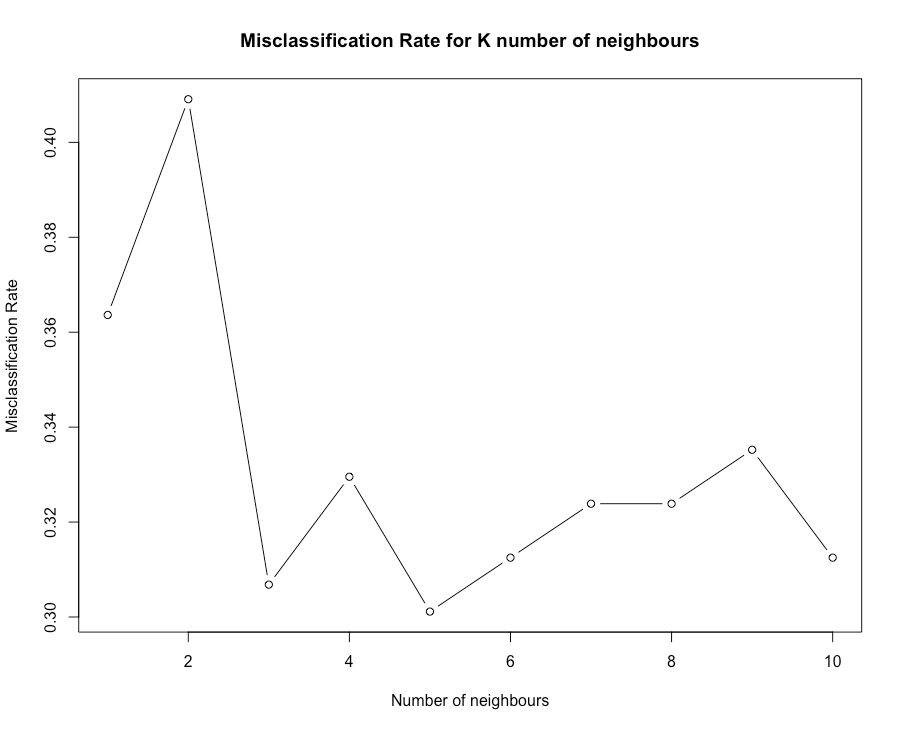 Misclassification Rate for K number of neighbours
Misclassification Rate
0.40
0.38
0.36
0.34
0.32
0.30
2 4 6 8 10
Number of neighbours